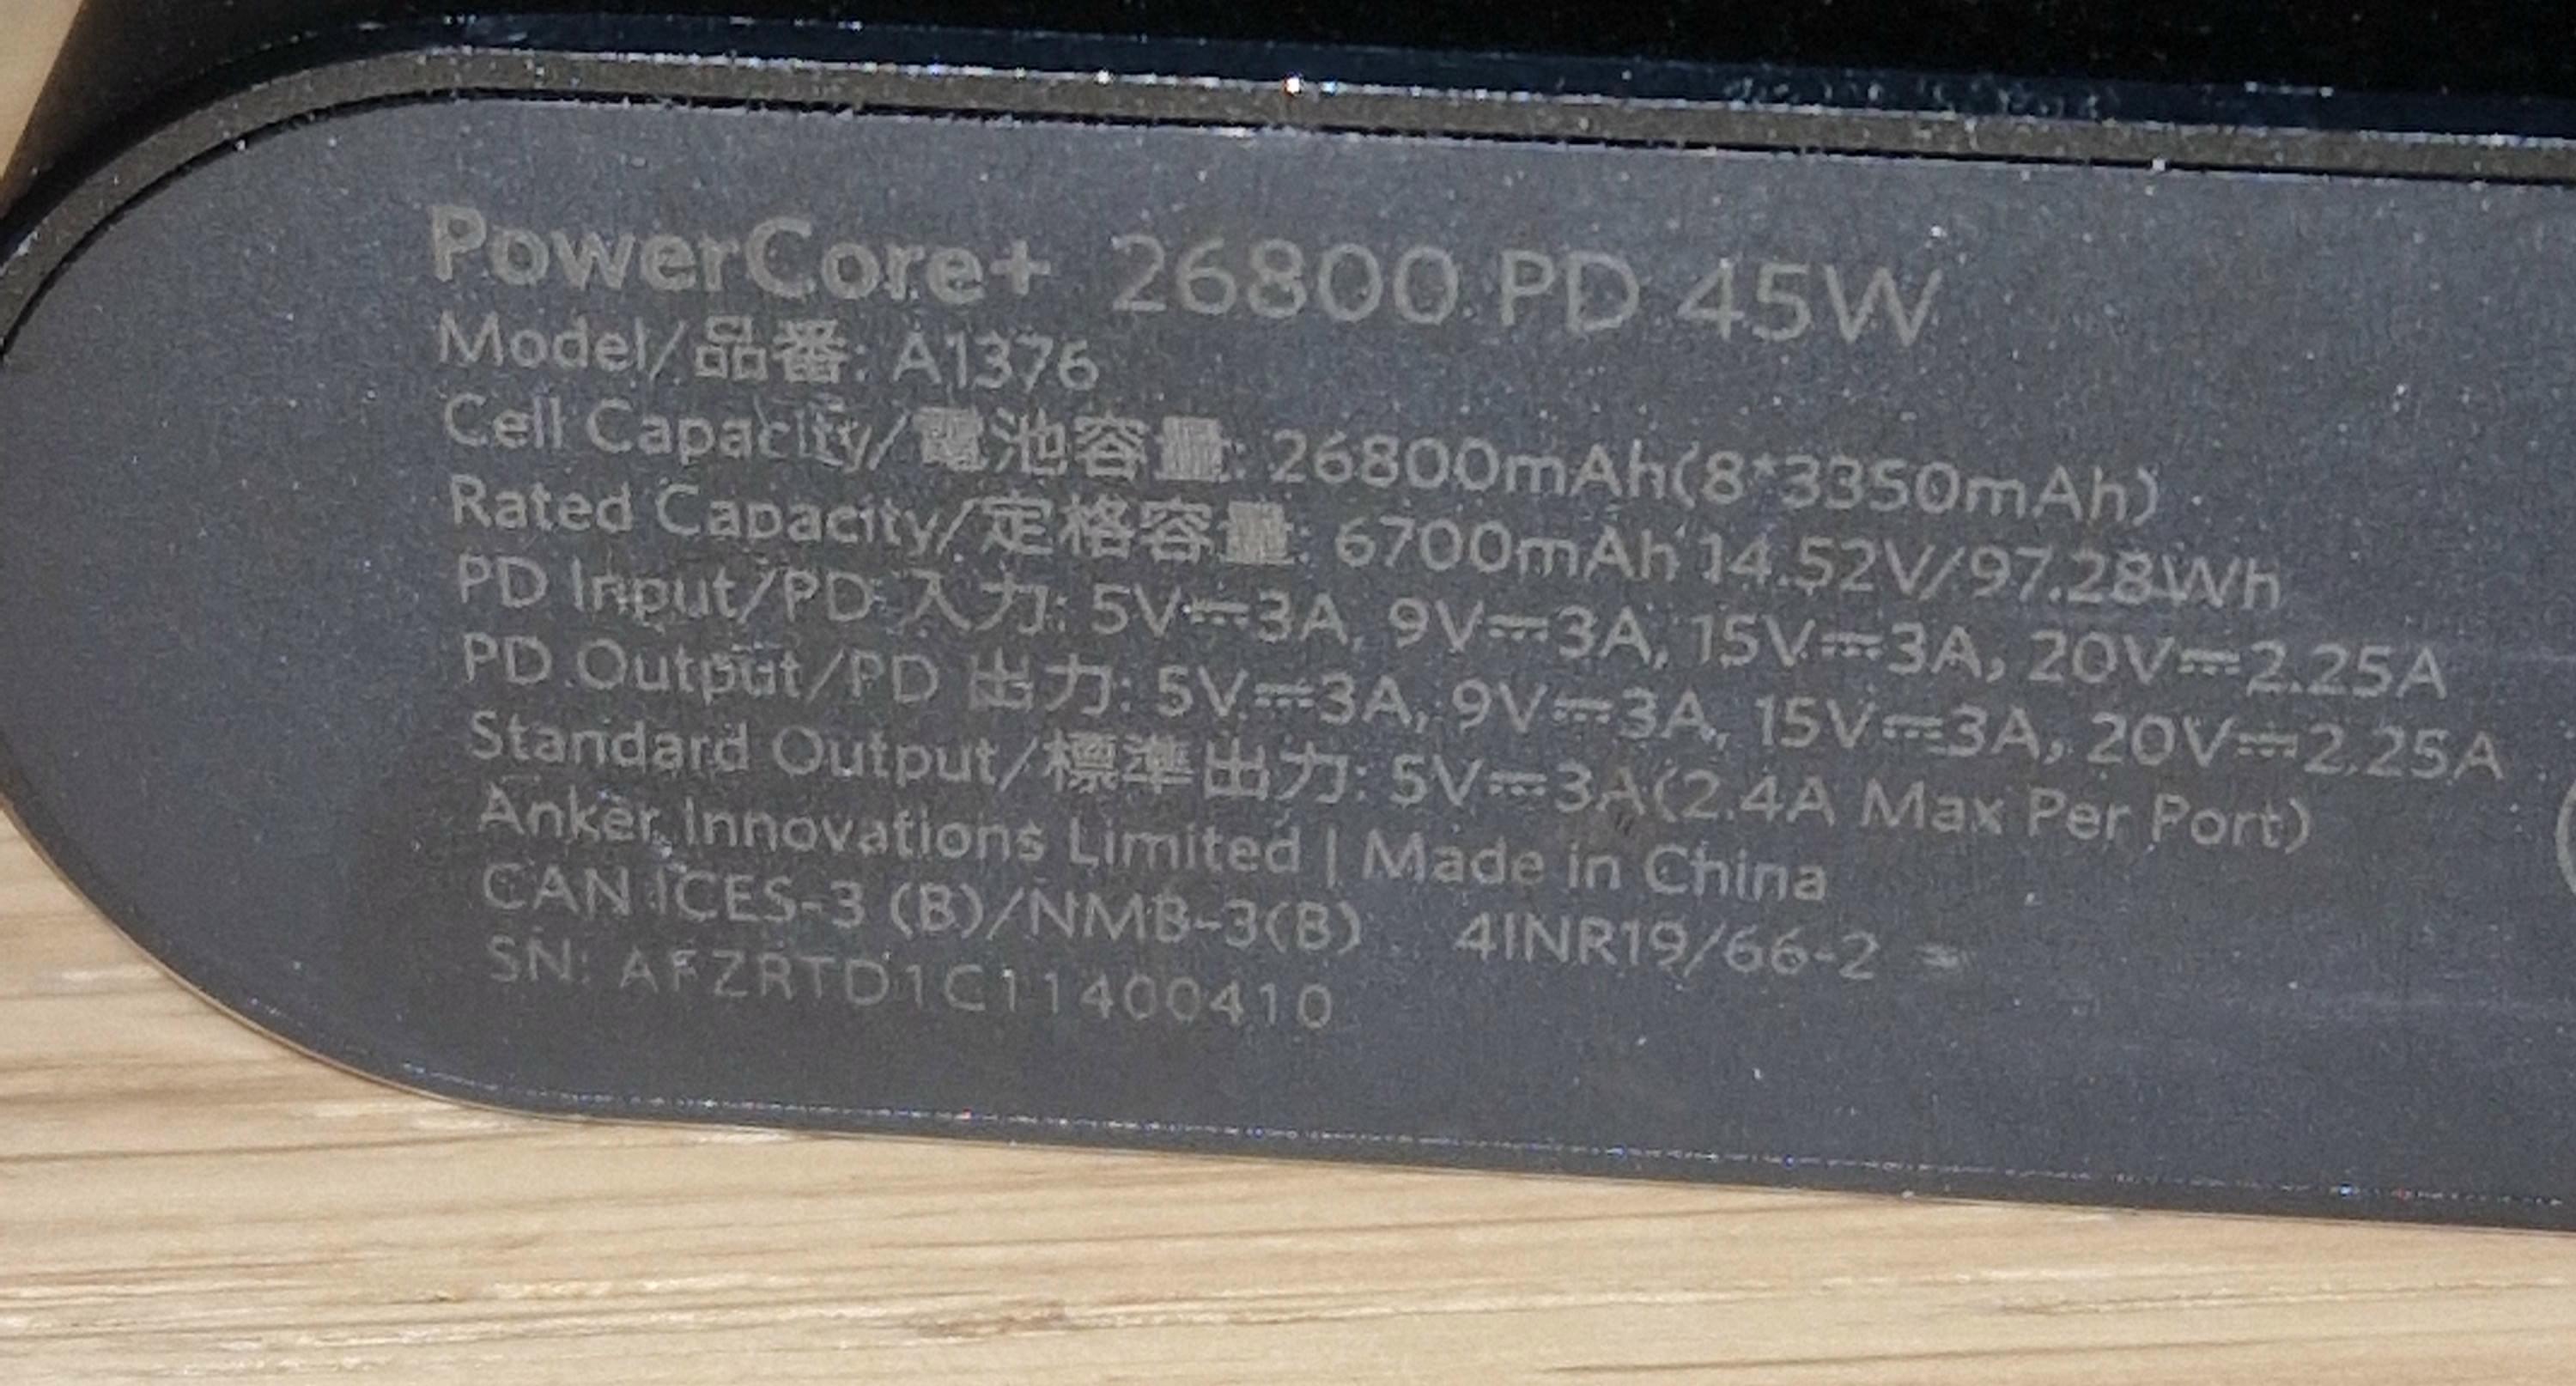 PowerCore+ 26800 PD 45W
Model/品番: A1376
Cell Capacity/電池容量: 26800mAh(8*3350mAh)
Rated Capacity/定格容量: 6700mAh 14.52V/97.28Wh
PD Input/PD 入力: 5V⎓3A, 9V⎓3A, 15V⎓3A, 20V⎓2.25A
PD Output/PD 出力: 5V⎓3A, 9V⎓3A, 15V⎓3A, 20V⎓2.25A
Standard Output/標準出力: 5V⎓3A(2.4A Max Per Port)
Anker Innovations Limited | Made in China
CAN ICES-3 (B)/NMB-3(B) 4INR19/66-2
SN: AFZRTD1C11400410